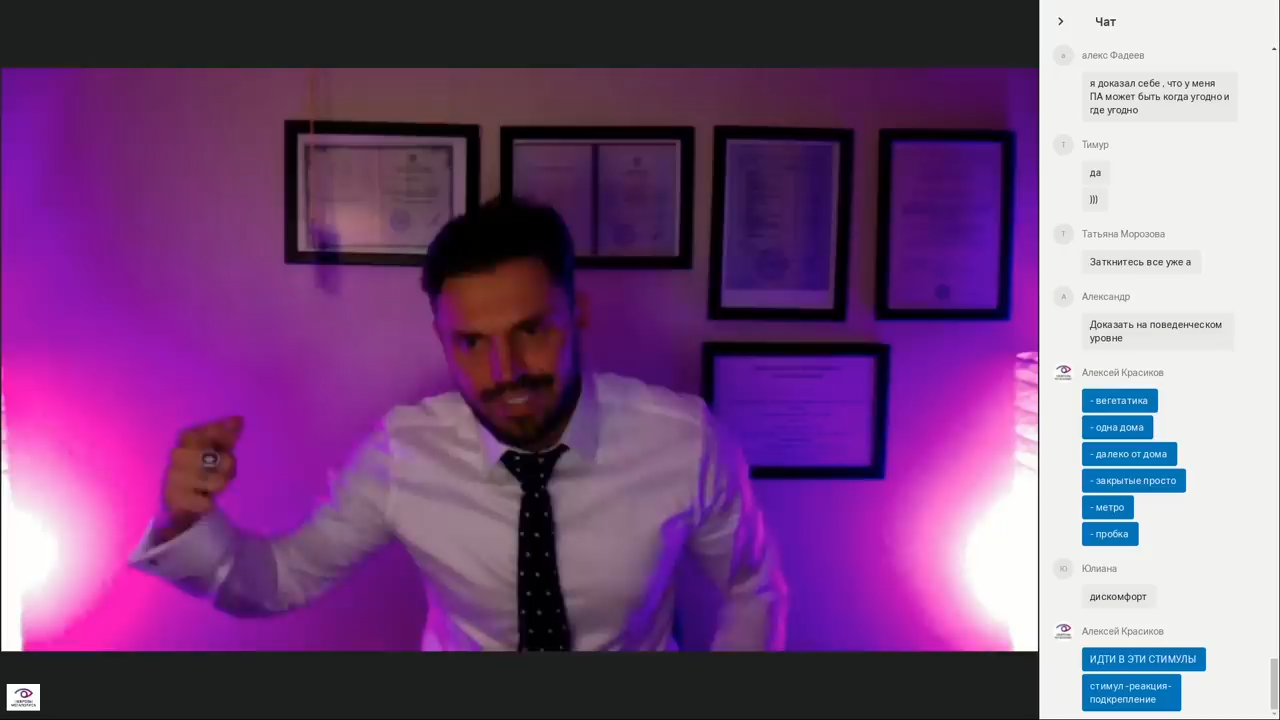 Чат
а
алекс Фадеев
я доказал себе , что у меня
ПА может быть когда угодно и
где угодно
Т
Тимур
да
)))
Т
Татьяна Морозова
Заткнитесь все уже а
А
Александр
Доказать на поведенческом
уровне
Алексей Красиков
- вегетатика
- одна дома
- далеко от дома
- закрытые просто
- метро
- пробка
Ю
Юлиана
дискомфорт
Алексей Красиков
ИДТИ В ЭТИ СТИМУЛЫ
стимул -реакция-
подкрепление